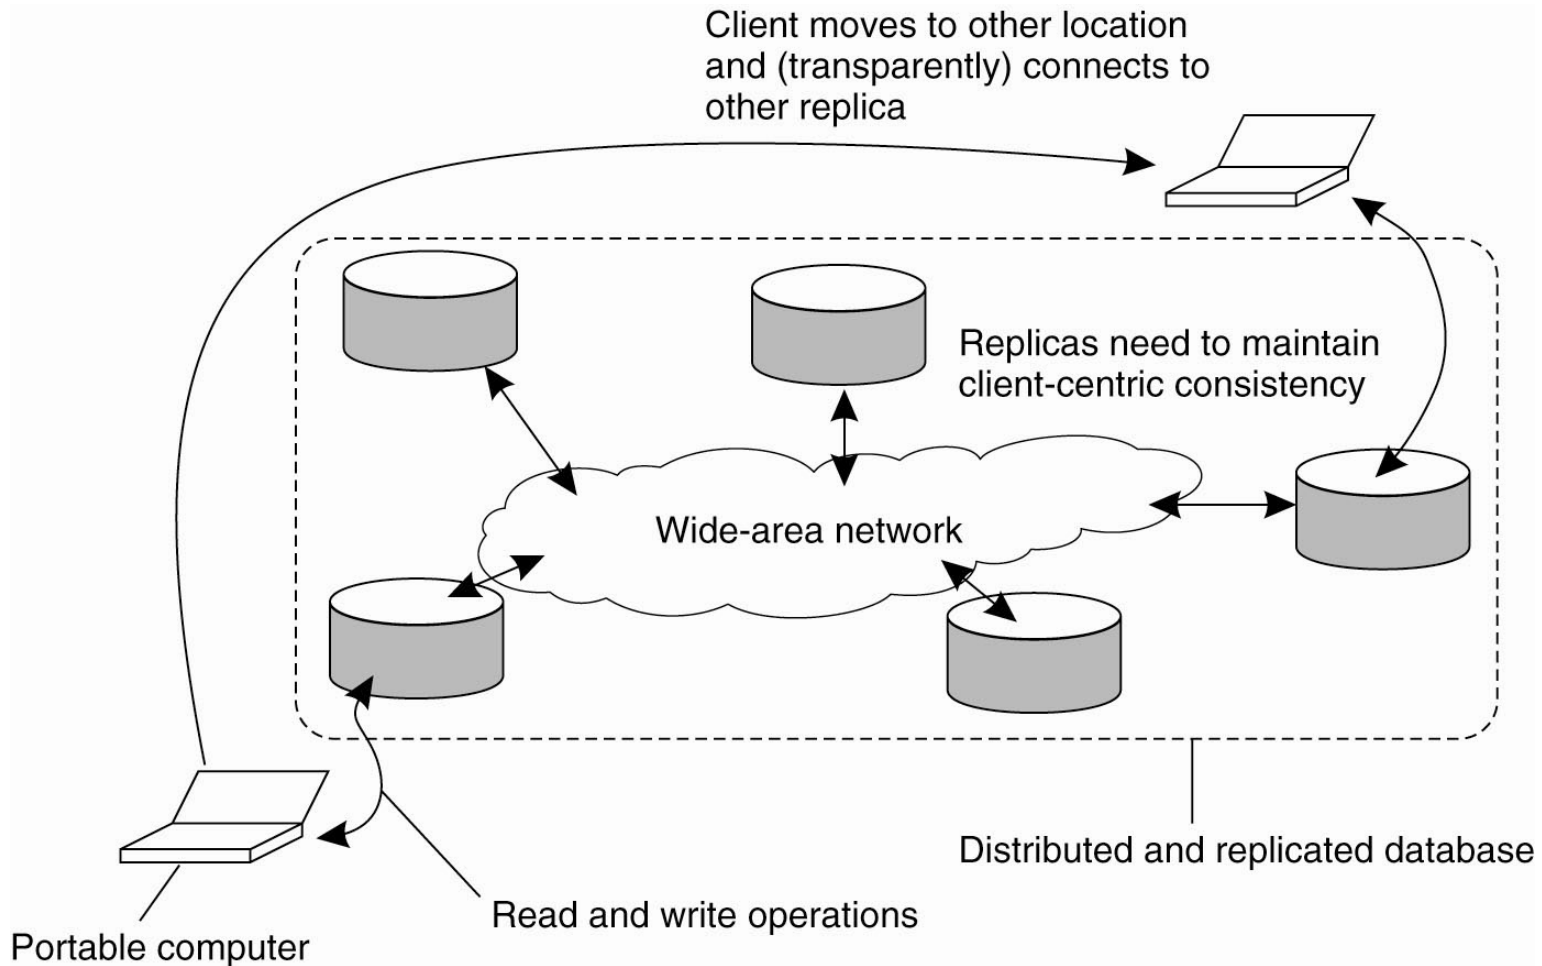 Client moves to other location
and (transparently) connects to
other replica
Replicas need to maintain
client-centric consistency
Wide-area network
Distributed and replicated database
Read and write operations
Portable computer